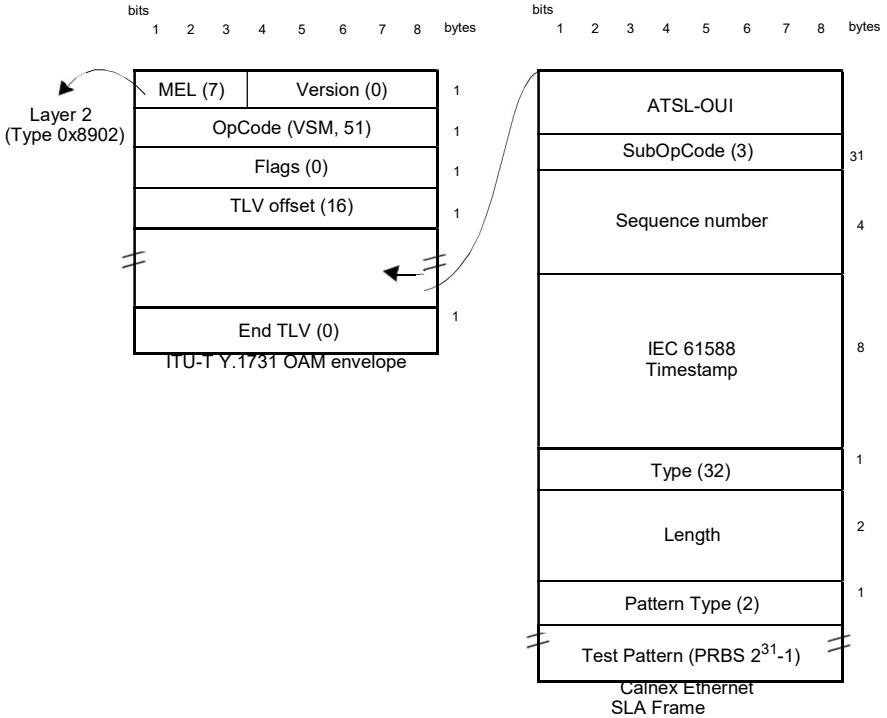 bits
1 2 3 4 5 6 7 8 bytes
MEL (7) Version (0) 1
Layer 2
(Type 0x8902)
OpCode (VSM, 51) 1
Flags (0) 1
TLV offset (16) 1
End TLV (0) 1
ITU-T Y.1731 OAM envelope
bits
1 2 3 4 5 6 7 8 bytes
ATSL-OUI
SubOpCode (3) 31
Sequence number 4
IEC 61588 8
Timestamp
Type (32) 1
Length 2
Pattern Type (2) 1
Test Pattern (PRBS 2^31-1)
Calnex Ethernet
SLA Frame